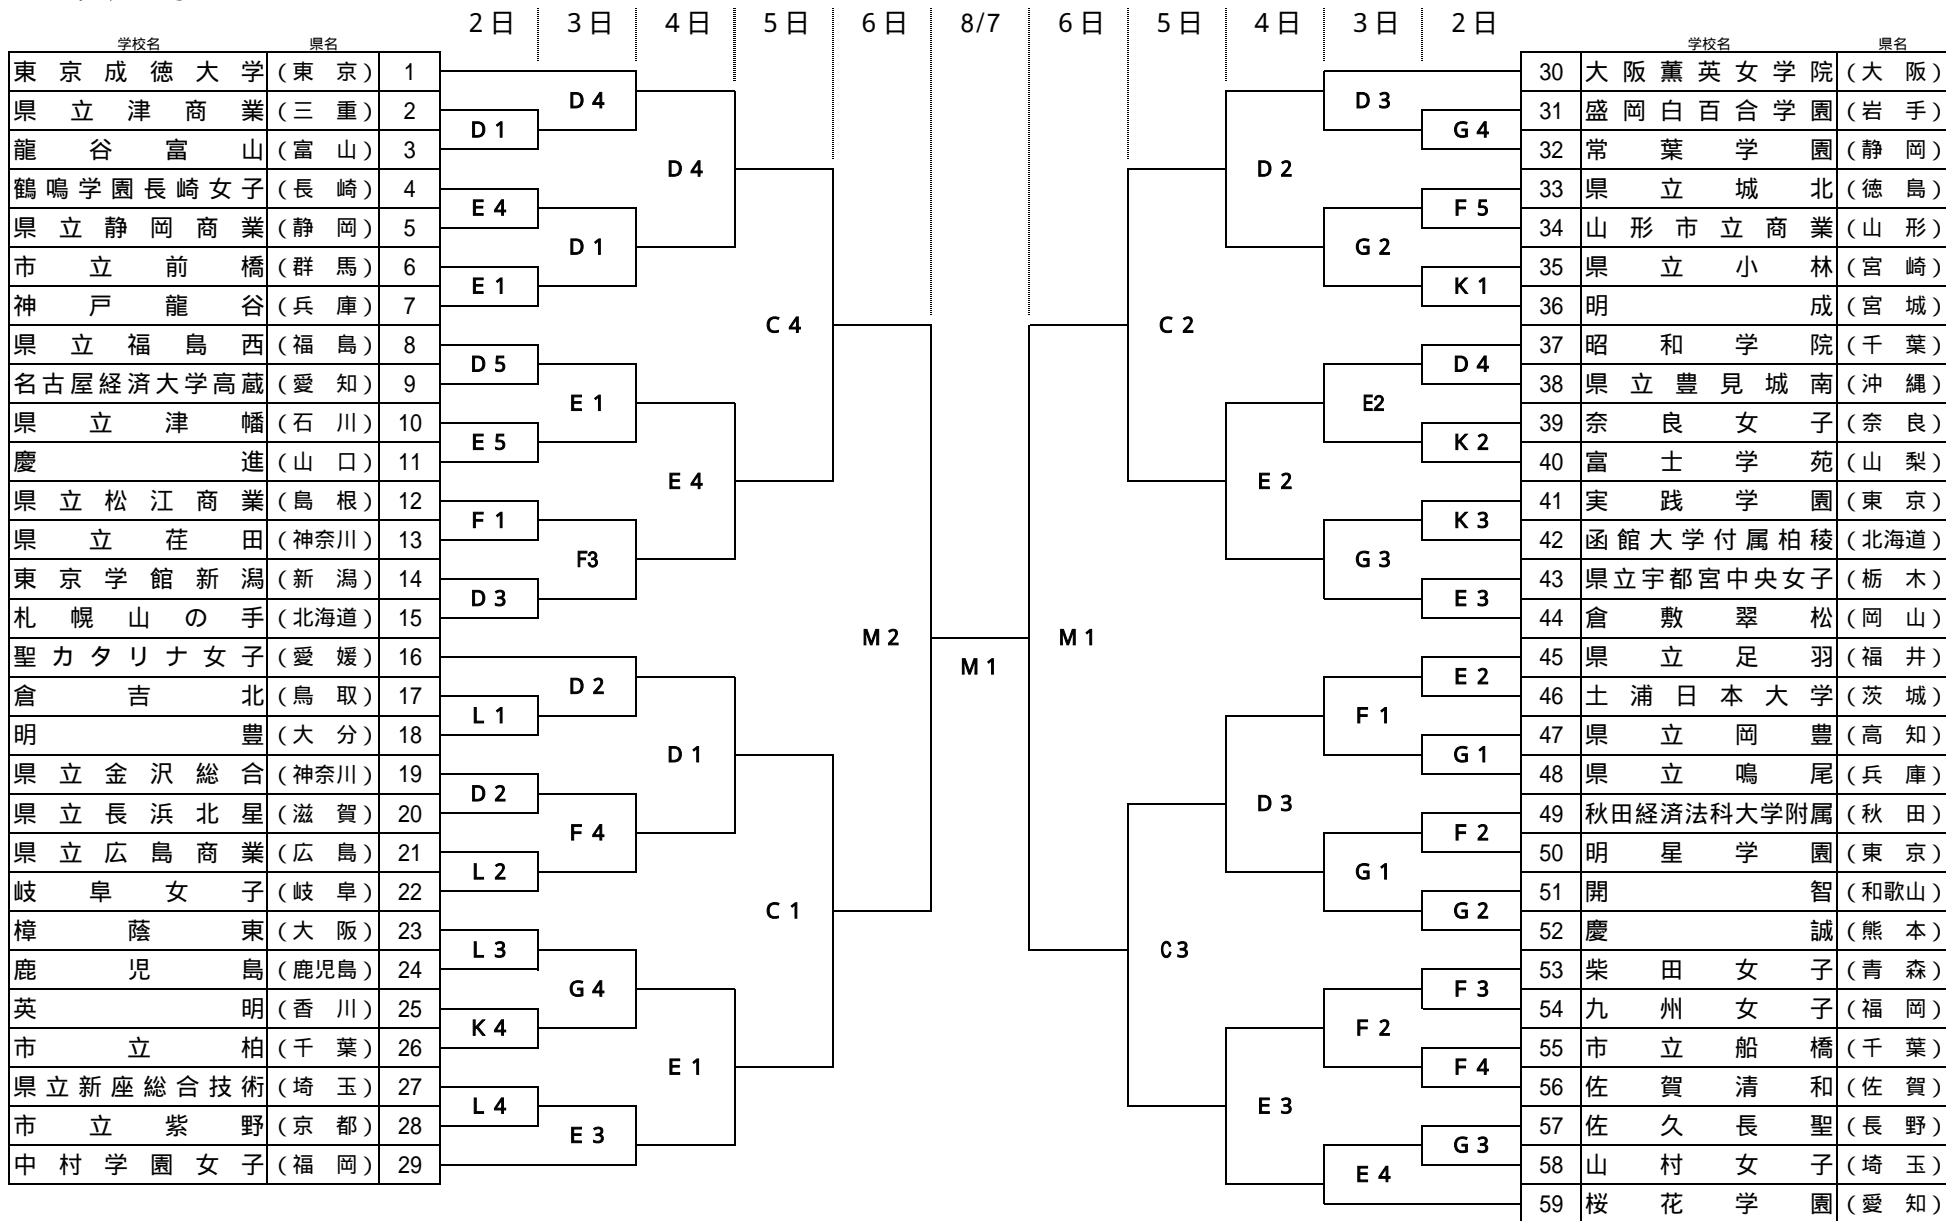 2日 3日 4日 5日 6日 8/7 6日 5日 4日 3日 2日
学校名 県名 学校名 県名
東京成徳大学 (東京) 1
県立津商業 (三重) 2
龍谷富山 (富山) 3
鶴鳴学園長崎女子 (長崎) 4
県立静岡商業 (静岡) 5
市立前橋 (群馬) 6
神戸龍谷 (兵庫) 7
県立福島西 (福島) 8
名古屋経済大学高蔵 (愛知) 9
県立津幡 (石川) 10
慶進 (山口) 11
県立松江商業 (島根) 12
県立荏田 (神奈川) 13
東京学館新潟 (新潟) 14
札幌山の手 (北海道) 15
聖カタリナ女子 (愛媛) 16
倉吉北 (鳥取) 17
明豊 (大分) 18
県立金沢総合 (神奈川) 19
県立長浜北星 (滋賀) 20
県立広島商業 (広島) 21
岐阜女子 (岐阜) 22
樟蔭東 (大阪) 23
鹿児島 (鹿児島) 24
英明 (香川) 25
市立柏 (千葉) 26
県立新座総合技術 (埼玉) 27
市立紫野 (京都) 28
中村学園女子 (福岡) 29
D1
E4
E1
D5
E5
F1
D3
L1
D2
L2
L3
K4
L4
D4
D1
E1
F3
D2
F4
G4
E3
D4
E4
D1
E1
C4
C1
M2
M1
M1
C2
C3
D2
E2
D3
E3
D3
G2
E2
G3
F1
G1
F2
E4
G4
F5
K1
D4
K2
K3
E3
E2
G1
F2
G2
F3
F4
G3
30 大阪薫英女学院 (大阪)
31 盛岡白百合学園 (岩手)
32 常葉学園 (静岡)
33 県立城北 (徳島)
34 山形市立商業 (山形)
35 県立小林 (宮崎)
36 明成 (宮城)
37 昭和学院 (千葉)
38 県立豊見城南 (沖縄)
39 奈良女子 (奈良)
40 富士学苑 (山梨)
41 実践学園 (東京)
42 函館大学付属柏稜 (北海道)
43 県立宇都宮中央女子 (栃木)
44 倉敷翠松 (岡山)
45 県立足羽 (福井)
46 土浦日本大学 (茨城)
47 県立岡豊 (高知)
48 県立鳴尾 (兵庫)
49 秋田経済法科大学附属 (秋田)
50 明星学園 (東京)
51 開智 (和歌山)
52 慶誠 (熊本)
53 柴田女子 (青森)
54 九州女子 (福岡)
55 市立船橋 (千葉)
56 佐賀清和 (佐賀)
57 佐久長聖 (長野)
58 山村女子 (埼玉)
59 桜花学園 (愛知)